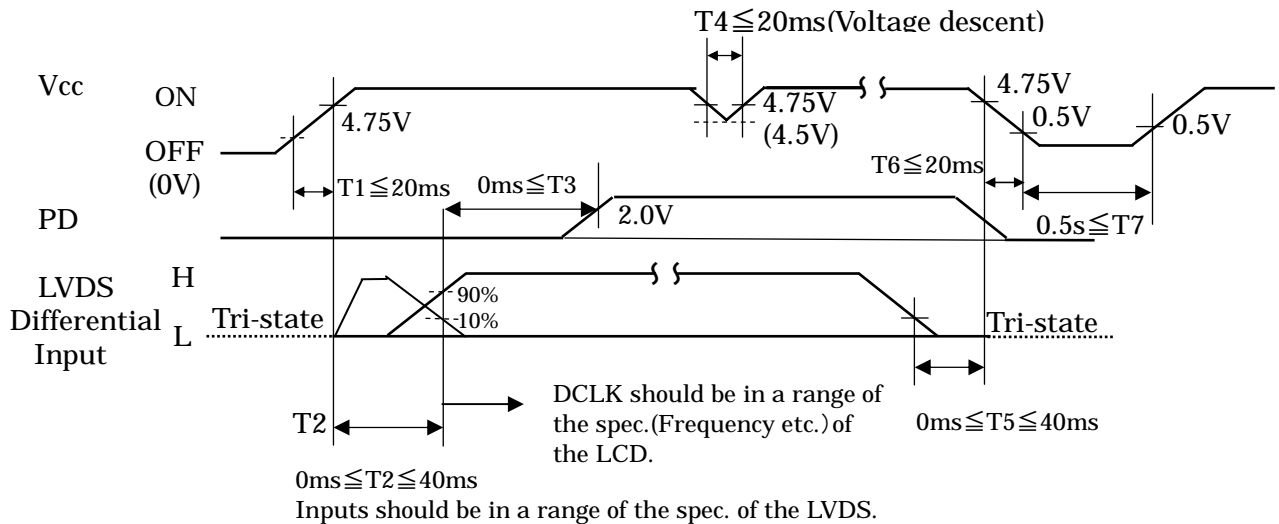 T4≦20ms(Voltage descent)
Vcc
ON
4.75V
4.75V
(4.5V)
4.75V
0.5V
0.5V
OFF
(0V)
T1≦20ms
0ms≦T3
T6≦20ms
PD
2.0V
0.5s≦T7
LVDS
Differential
Input
H
L
90%
10%
Tri-state
Tri-state
T2
DCLK should be in a range of
the spec.(Frequency etc.)of
the LCD.
0ms≦T5≦40ms
0ms≦T2≦40ms
Inputs should be in a range of the spec. of the LVDS.